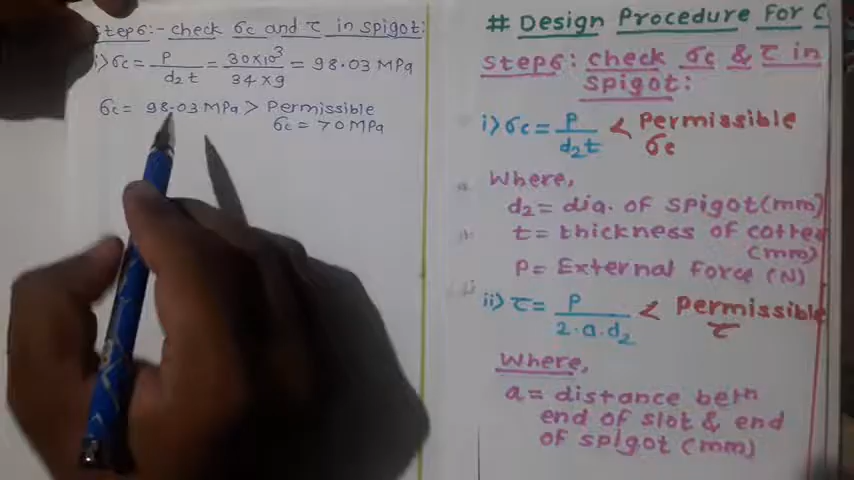 Step6:- check σc and τ in spigot:
i) σc = P / d2 t = 30×10³ / 34×9 = 98.03 MPa
σc = 98.03 MPa > Permissible
σc = 70 MPa
# Design Procedure For C
Step6: check σc & τ in
spigot:
i) σc = P / d2t < Permissible
σc
Where,
d2 = dia. of spigot (mm)
t = thickness of cotte
(mm)
P = External Force (N)
ii) τ = P / 2.a.d2 < Permissible
τ
Where,
a = distance betn
end of slot & end
of spigot (mm)